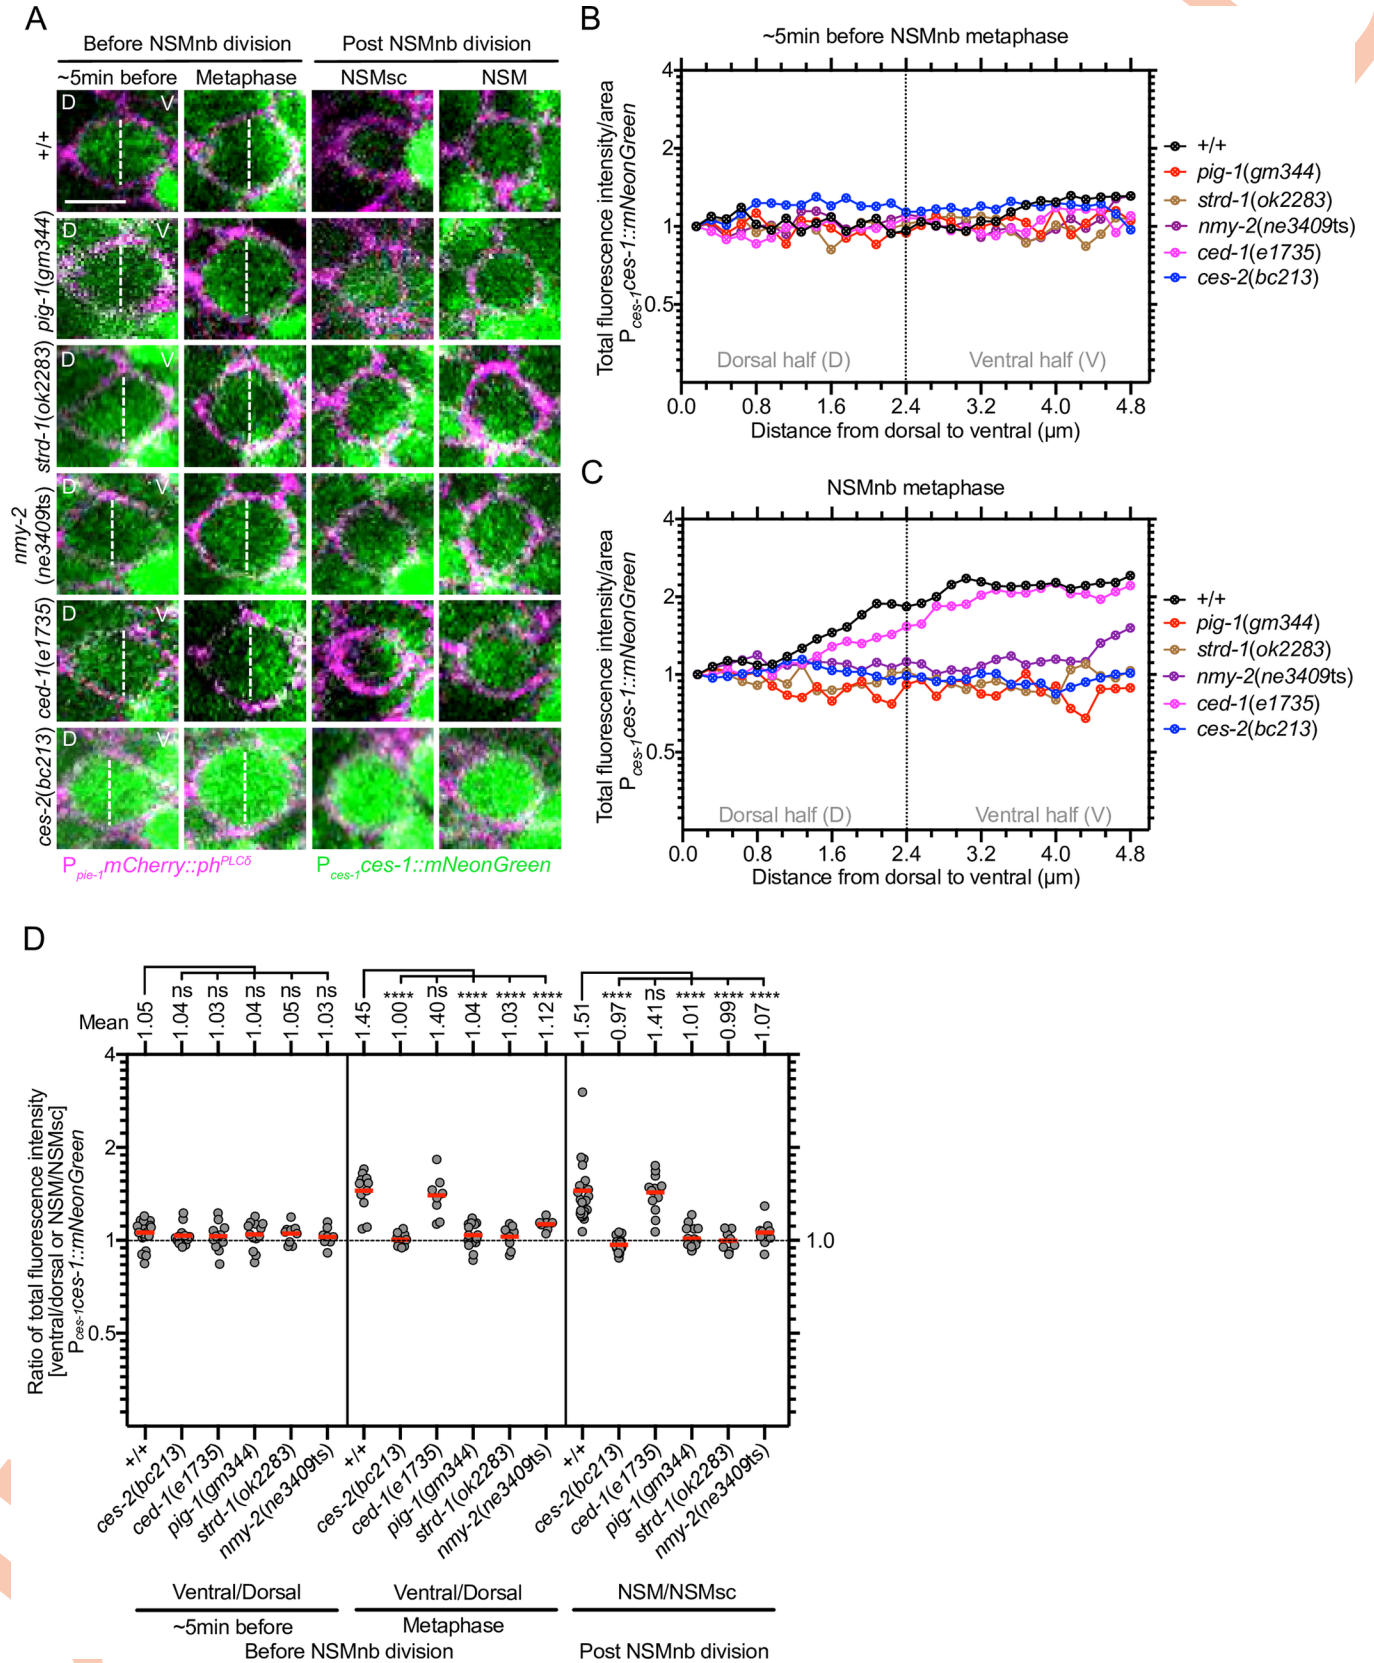 A
Before NSMnb division
Post NSMnb division
~5min before
Metaphase
NSMsc
NSM
+/+
D V
pig-1(gm344)
D V
strd-1(ok2283)
D V
nmy-2
(ne3409ts)
D V
ced-1(e1735)
D V
ces-2(bc213)
D V
Ppie-1mCherry::phPLCδ
Pces-1ces-1::mNeonGreen
B
~5min before NSMnb metaphase
Total fluorescence intensity/area
Pces-1ces-1::mNeonGreen
4
2
1
0.5
Dorsal half (D)
Ventral half (V)
0.0 0.8 1.6 2.4 3.2 4.0 4.8
Distance from dorsal to ventral (µm)
+/+
pig-1(gm344)
strd-1(ok2283)
nmy-2(ne3409ts)
ced-1(e1735)
ces-2(bc213)
C
NSMnb metaphase
Total fluorescence intensity/area
Pces-1ces-1::mNeonGreen
4
2
1
0.5
Dorsal half (D)
Ventral half (V)
0.0 0.8 1.6 2.4 3.2 4.0 4.8
Distance from dorsal to ventral (µm)
+/+
pig-1(gm344)
strd-1(ok2283)
nmy-2(ne3409ts)
ced-1(e1735)
ces-2(bc213)
D
ns ns ns ns ns
**** ns **** **** ****
**** ns **** **** ****
Mean
1.05 1.04 1.03 1.04 1.05 1.03
1.45 1.00 1.40 1.04 1.03 1.12
1.51 0.97 1.41 1.01 0.99 1.07
Ratio of total fluorescence intensity
[ventral/dorsal or NSM/NSMsc]
Pces-1ces-1::mNeonGreen
4
2
1
0.5
1.0
+/+
ces-2(bc213)
ced-1(e1735)
pig-1(gm344)
strd-1(ok2283)
nmy-2(ne3409ts)
+/+
ces-2(bc213)
ced-1(e1735)
pig-1(gm344)
strd-1(ok2283)
nmy-2(ne3409ts)
+/+
ces-2(bc213)
ced-1(e1735)
pig-1(gm344)
strd-1(ok2283)
nmy-2(ne3409ts)
Ventral/Dorsal
Ventral/Dorsal
NSM/NSMsc
~5min before
Metaphase
Before NSMnb division
Post NSMnb division